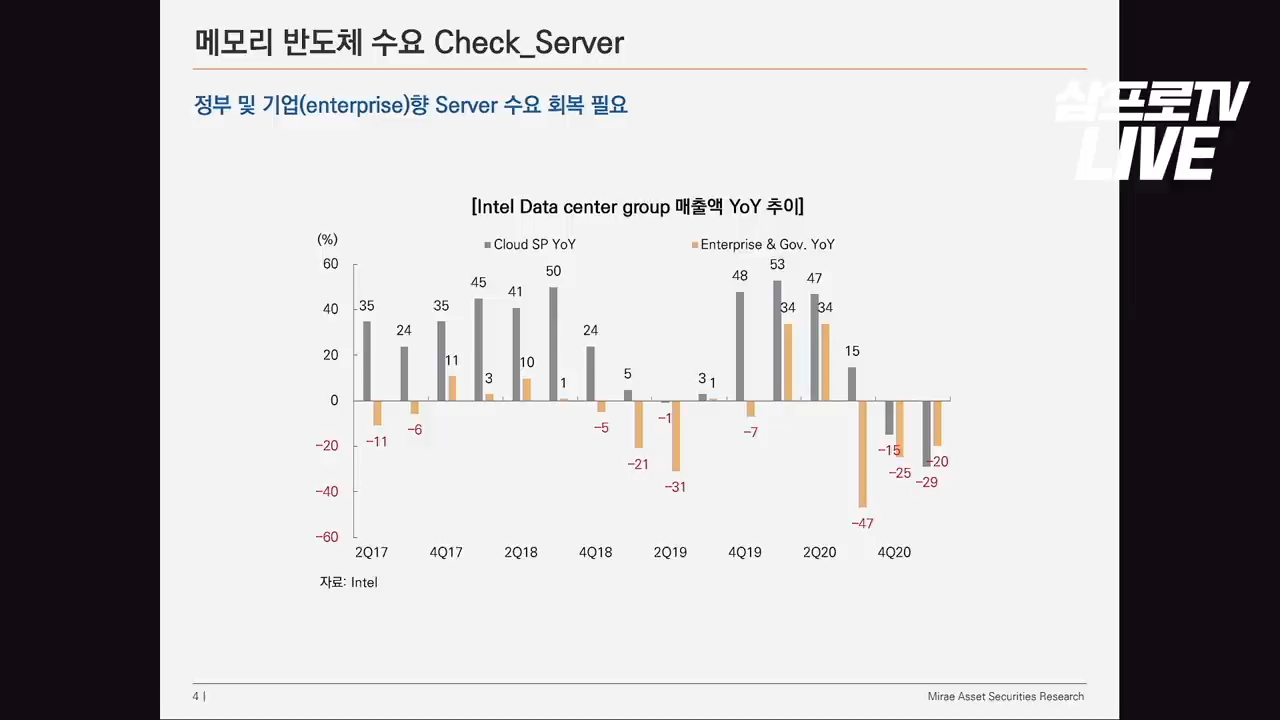 메모리 반도체 수요 Check_Server
정부 및 기업(enterprise)향 Server 수요 회복 필요
삼프로TV
LIVE
[Intel Data center group 매출액 YoY 추이]
(%)
Cloud SP YoY
Enterprise & Gov. YoY
60
40
20
0
-20
-40
-60
35
-11
24
-6
35
11
45
3
41
10
50
1
24
-5
5
-21
-1
-31
3
1
48
-7
53
34
47
34
15
-47
-15
-25
-29
-20
2Q17
4Q17
2Q18
4Q18
2Q19
4Q19
2Q20
4Q20
자료: Intel
4 |
Mirae Asset Securities Research